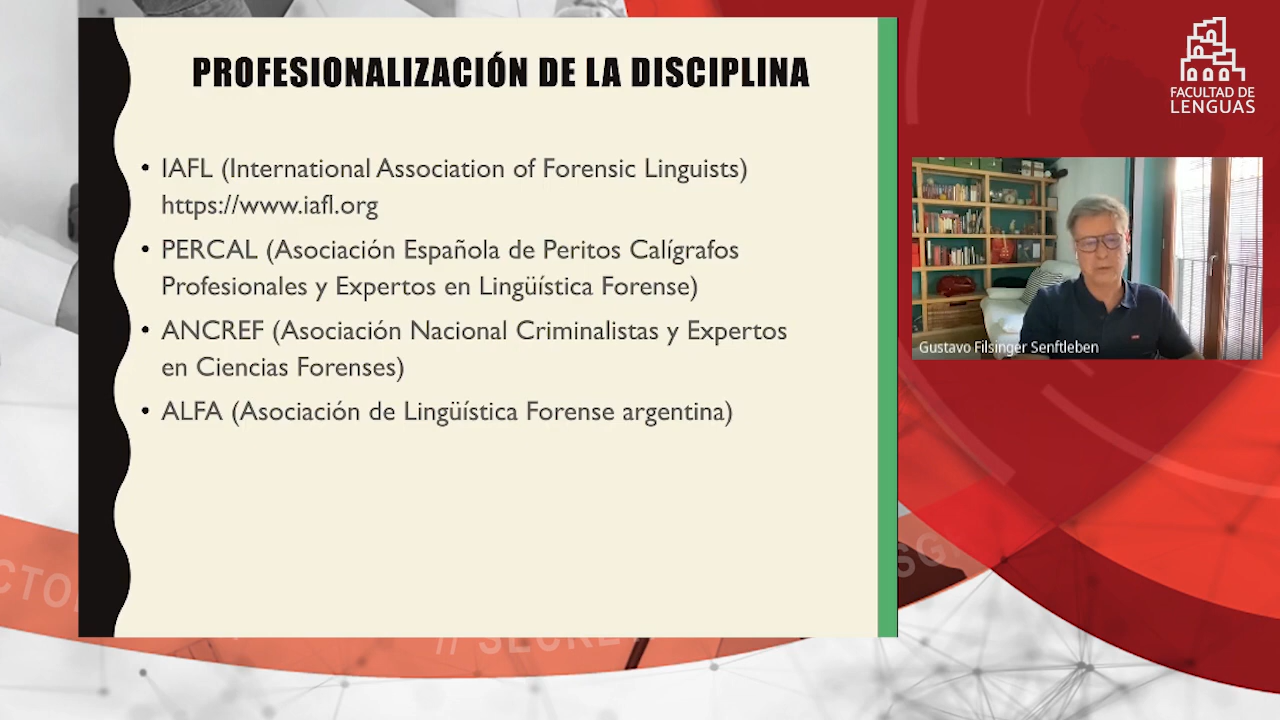 PROFESIONALIZACIÓN DE LA DISCIPLINA
• IAFL (International Association of Forensic Linguists)
https://www.iafl.org
• PERCAL (Asociación Española de Peritos Calígrafos
Profesionales y Expertos en Lingüística Forense)
• ANCREF (Asociación Nacional Criminalistas y Expertos
en Ciencias Forenses)
• ALFA (Asociación de Lingüística Forense argentina)
FACULTAD DE
LENGUAS
Gustavo Filsinger Senftleben